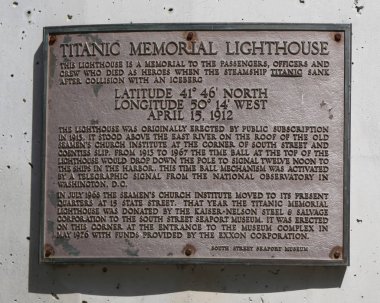 TITANIC MEMORIAL LIGHTHOUSE
THIS LIGHTHOUSE IS A MEMORIAL TO THE PASSENGERS, OFFICERS AND
CREW WHO DIED AS HEROES WHEN THE STEAMSHIP TITANIC SANK
AFTER COLLISION WITH AN ICEBERG
LATITUDE 41° 46' NORTH
LONGITUDE 50° 14' WEST
APRIL 15, 1912
THE LIGHTHOUSE WAS ORIGINALLY ERECTED BY PUBLIC SUBSCRIPTION
IN 1913. IT STOOD ABOVE THE EAST RIVER ON THE ROOF OF THE OLD
SEAMEN'S CHURCH INSTITUTE AT THE CORNER OF SOUTH STREET AND
COENTIES SLIP. FROM 1913 TO 1967 THE TIME BALL AT THE TOP OF THE
LIGHTHOUSE WOULD DROP DOWN THE POLE TO SIGNAL TWELVE NOON TO
THE SHIPS IN THE HARBOR. THIS TIME BALL MECHANISM WAS ACTIVATED
BY A TELEGRAPHIC SIGNAL FROM THE NATIONAL OBSERVATORY IN
WASHINGTON, D.C.
IN JULY 1968 THE SEAMEN'S CHURCH INSTITUTE MOVED TO ITS PRESENT
QUARTERS AT 15 STATE STREET. THAT YEAR THE TITANIC MEMORIAL
LIGHTHOUSE WAS DONATED BY THE KAISER-NELSON STEEL & SALVAGE
CORPORATION TO THE SOUTH STREET SEAPORT MUSEUM. IT WAS ERECTED
ON THIS CORNER AT THE ENTRANCE TO THE MUSEUM COMPLEX IN
MAY 1976 WITH FUNDS PROVIDED BY THE EXXON CORPORATION.
SOUTH STREET SEAPORT MUSEUM